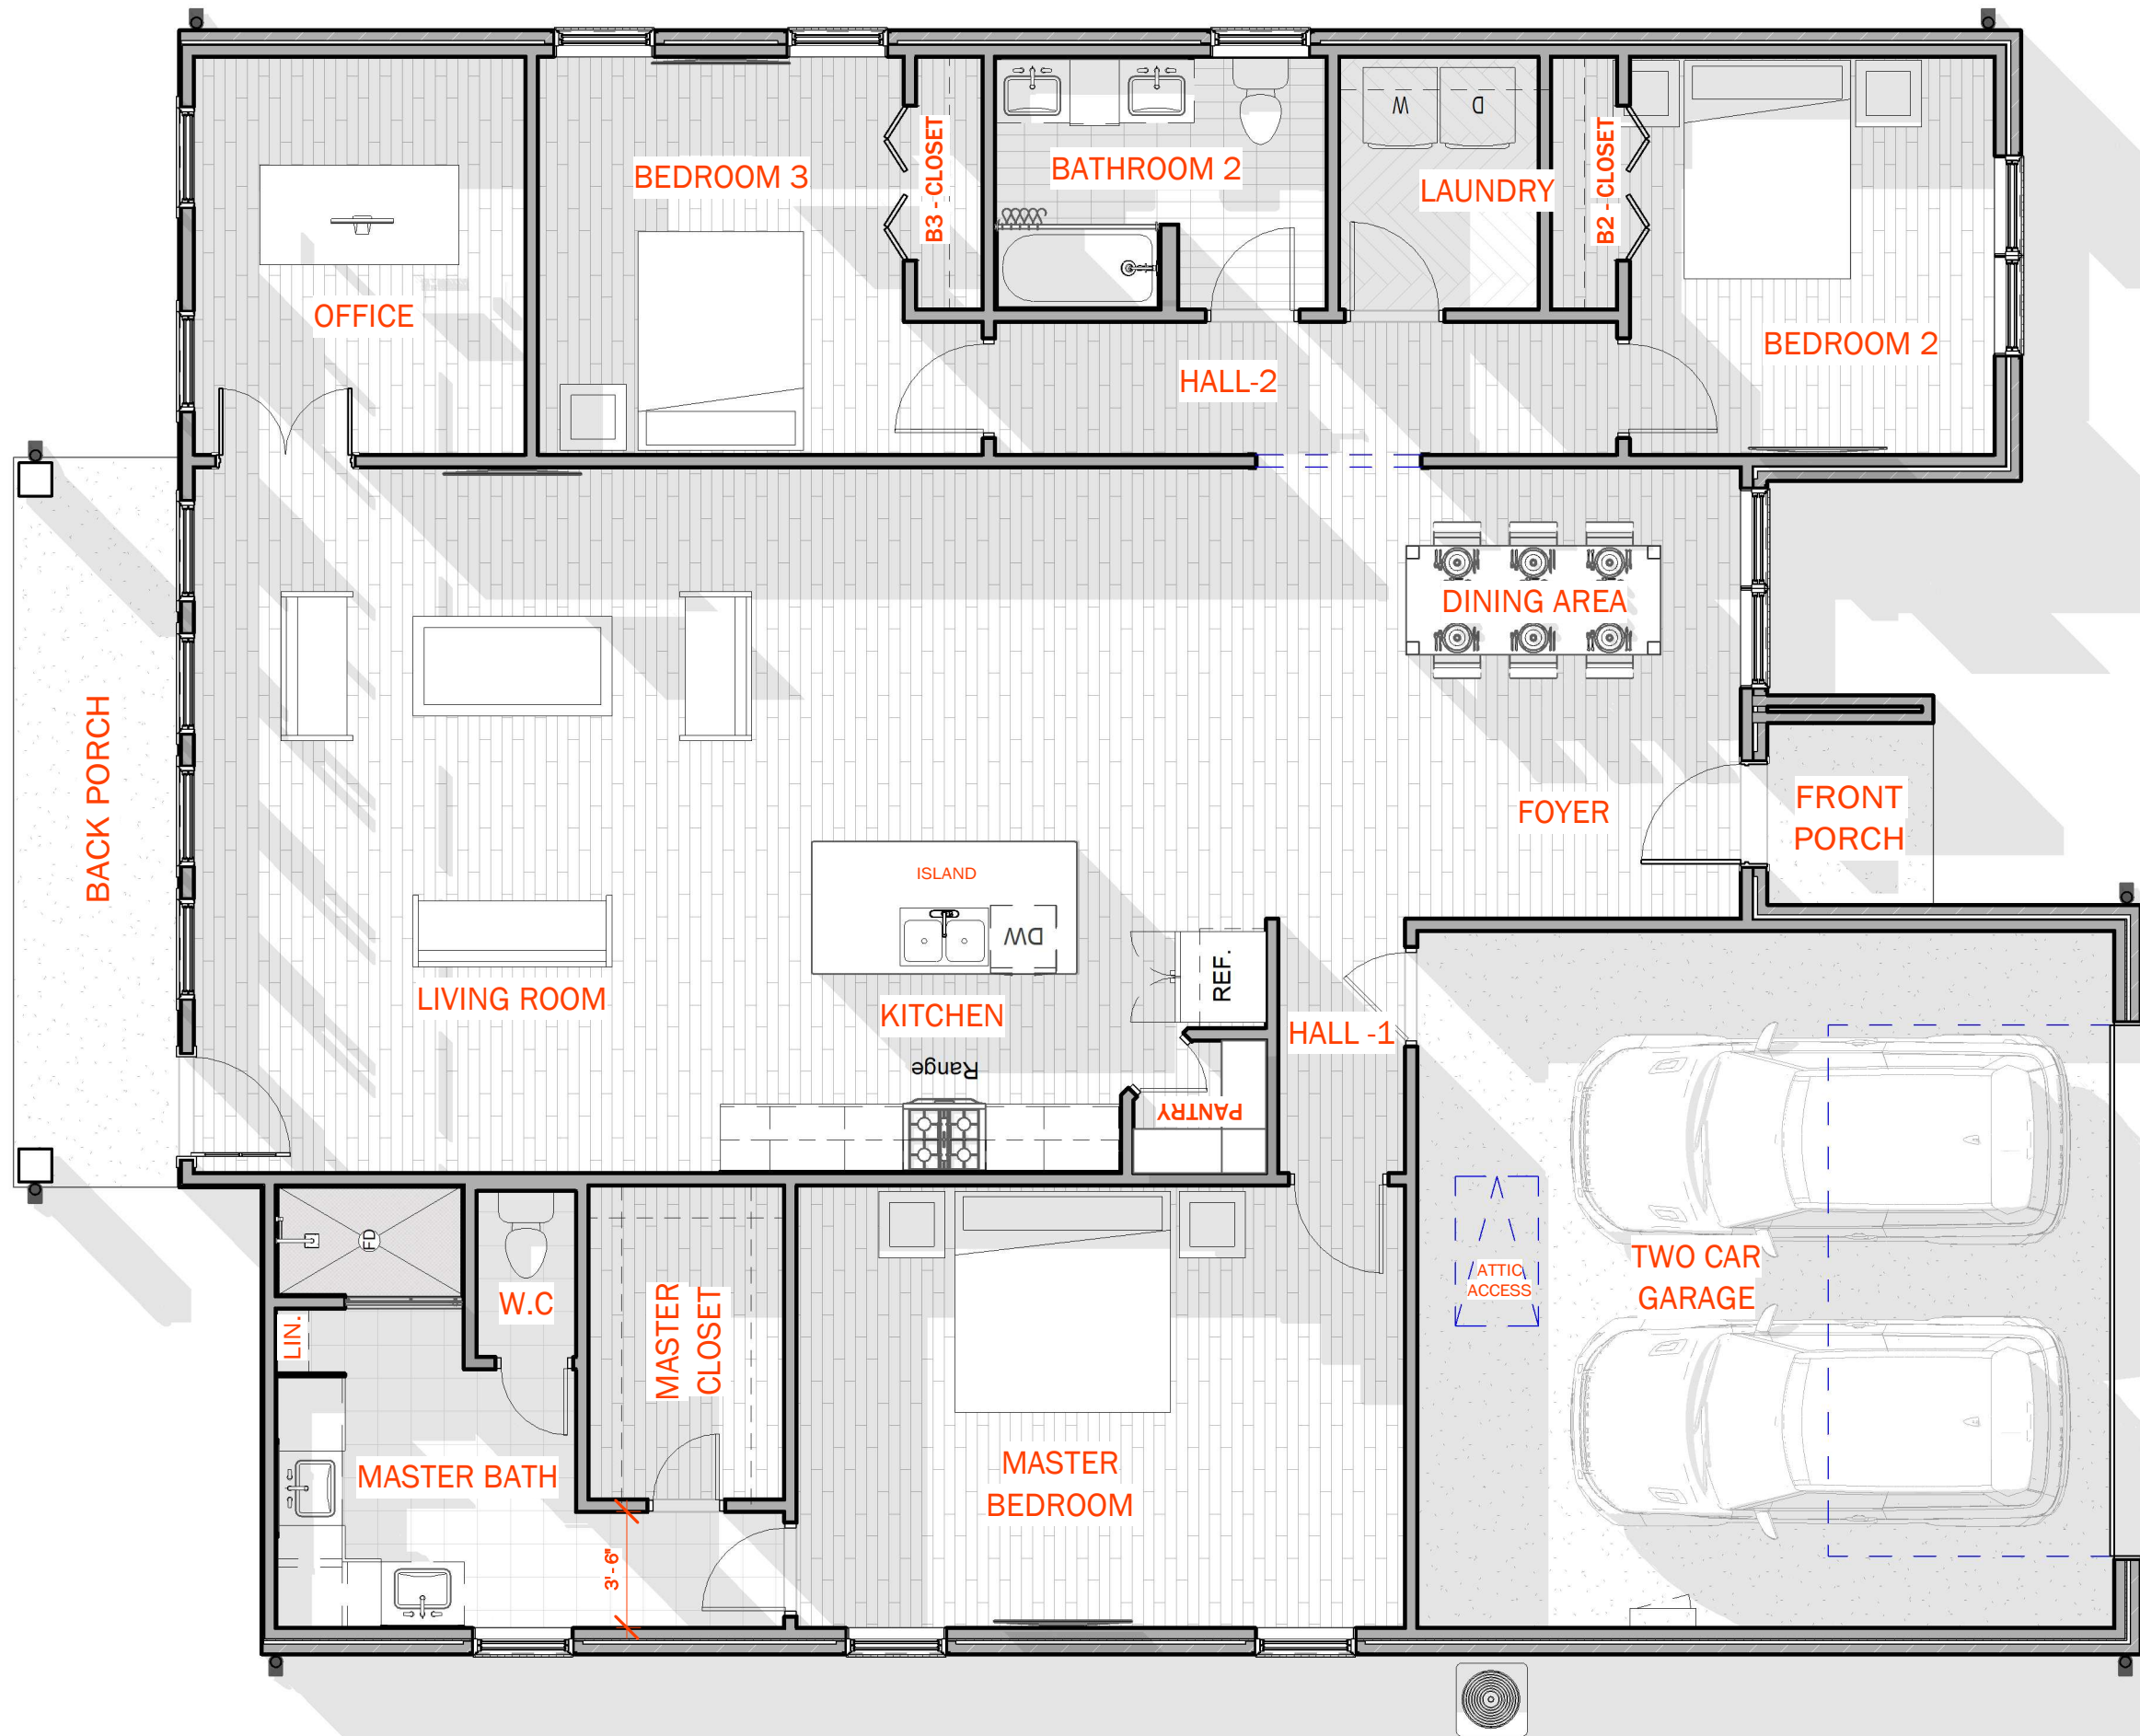 W
D
BEDROOM 3
B3 - CLOSET
BATHROOM 2
LAUNDRY
B2 - CLOSET
OFFICE
BEDROOM 2
HALL-2
DINING AREA
BACK PORCH
FOYER
FRONT
PORCH
ISLAND
DW
REF.
LIVING ROOM
KITCHEN
HALL -1
Range
PANTRY
FD
W.C
LIN.
MASTER
CLOSET
TWO CAR
GARAGE
ATTIC
ACCESS
MASTER BATH
MASTER
BEDROOM
3'- 6"